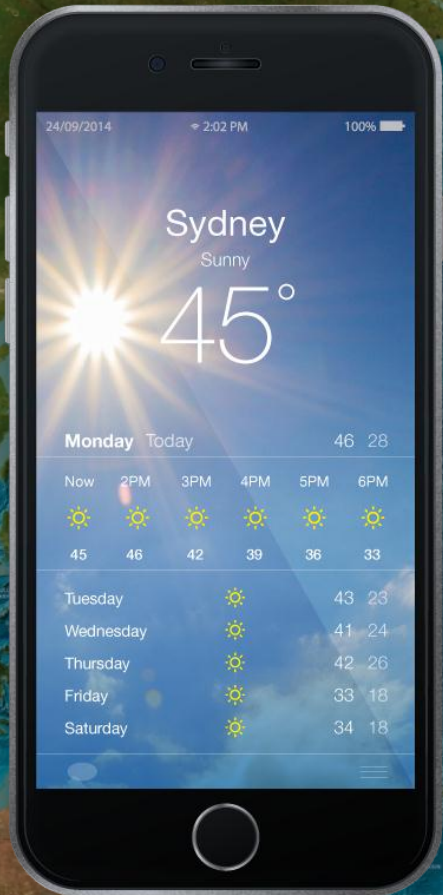 24/09/2014 2:02 PM 100%
Sydney
Sunny
45°
Monday Today 46 28
Now 2PM 3PM 4PM 5PM 6PM
45 46 42 39 36 33
Tuesday 43 23
Wednesday 41 24
Thursday 42 26
Friday 33 18
Saturday 34 18